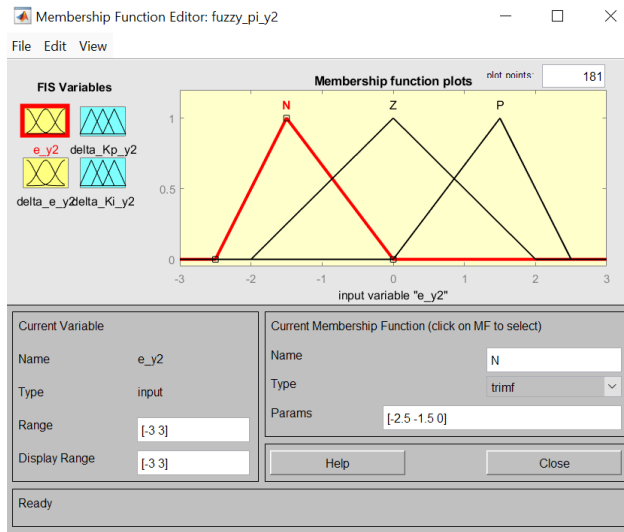 Membership Function Editor: fuzzy_pi_y2
File Edit View
FIS Variables
e_y2
delta_Kp_y2
delta_e_y2
delta_Ki_y2
Membership function plots
plot points:
181
N
Z
P
1
0.5
0
-3 -2 -1 0 1 2 3
input variable "e_y2"
Current Variable
Name e_y2
Type input
Range [-3 3]
Display Range [-3 3]
Current Membership Function (click on MF to select)
Name N
Type trimf
Params [-2.5 -1.5 0]
Help Close
Ready